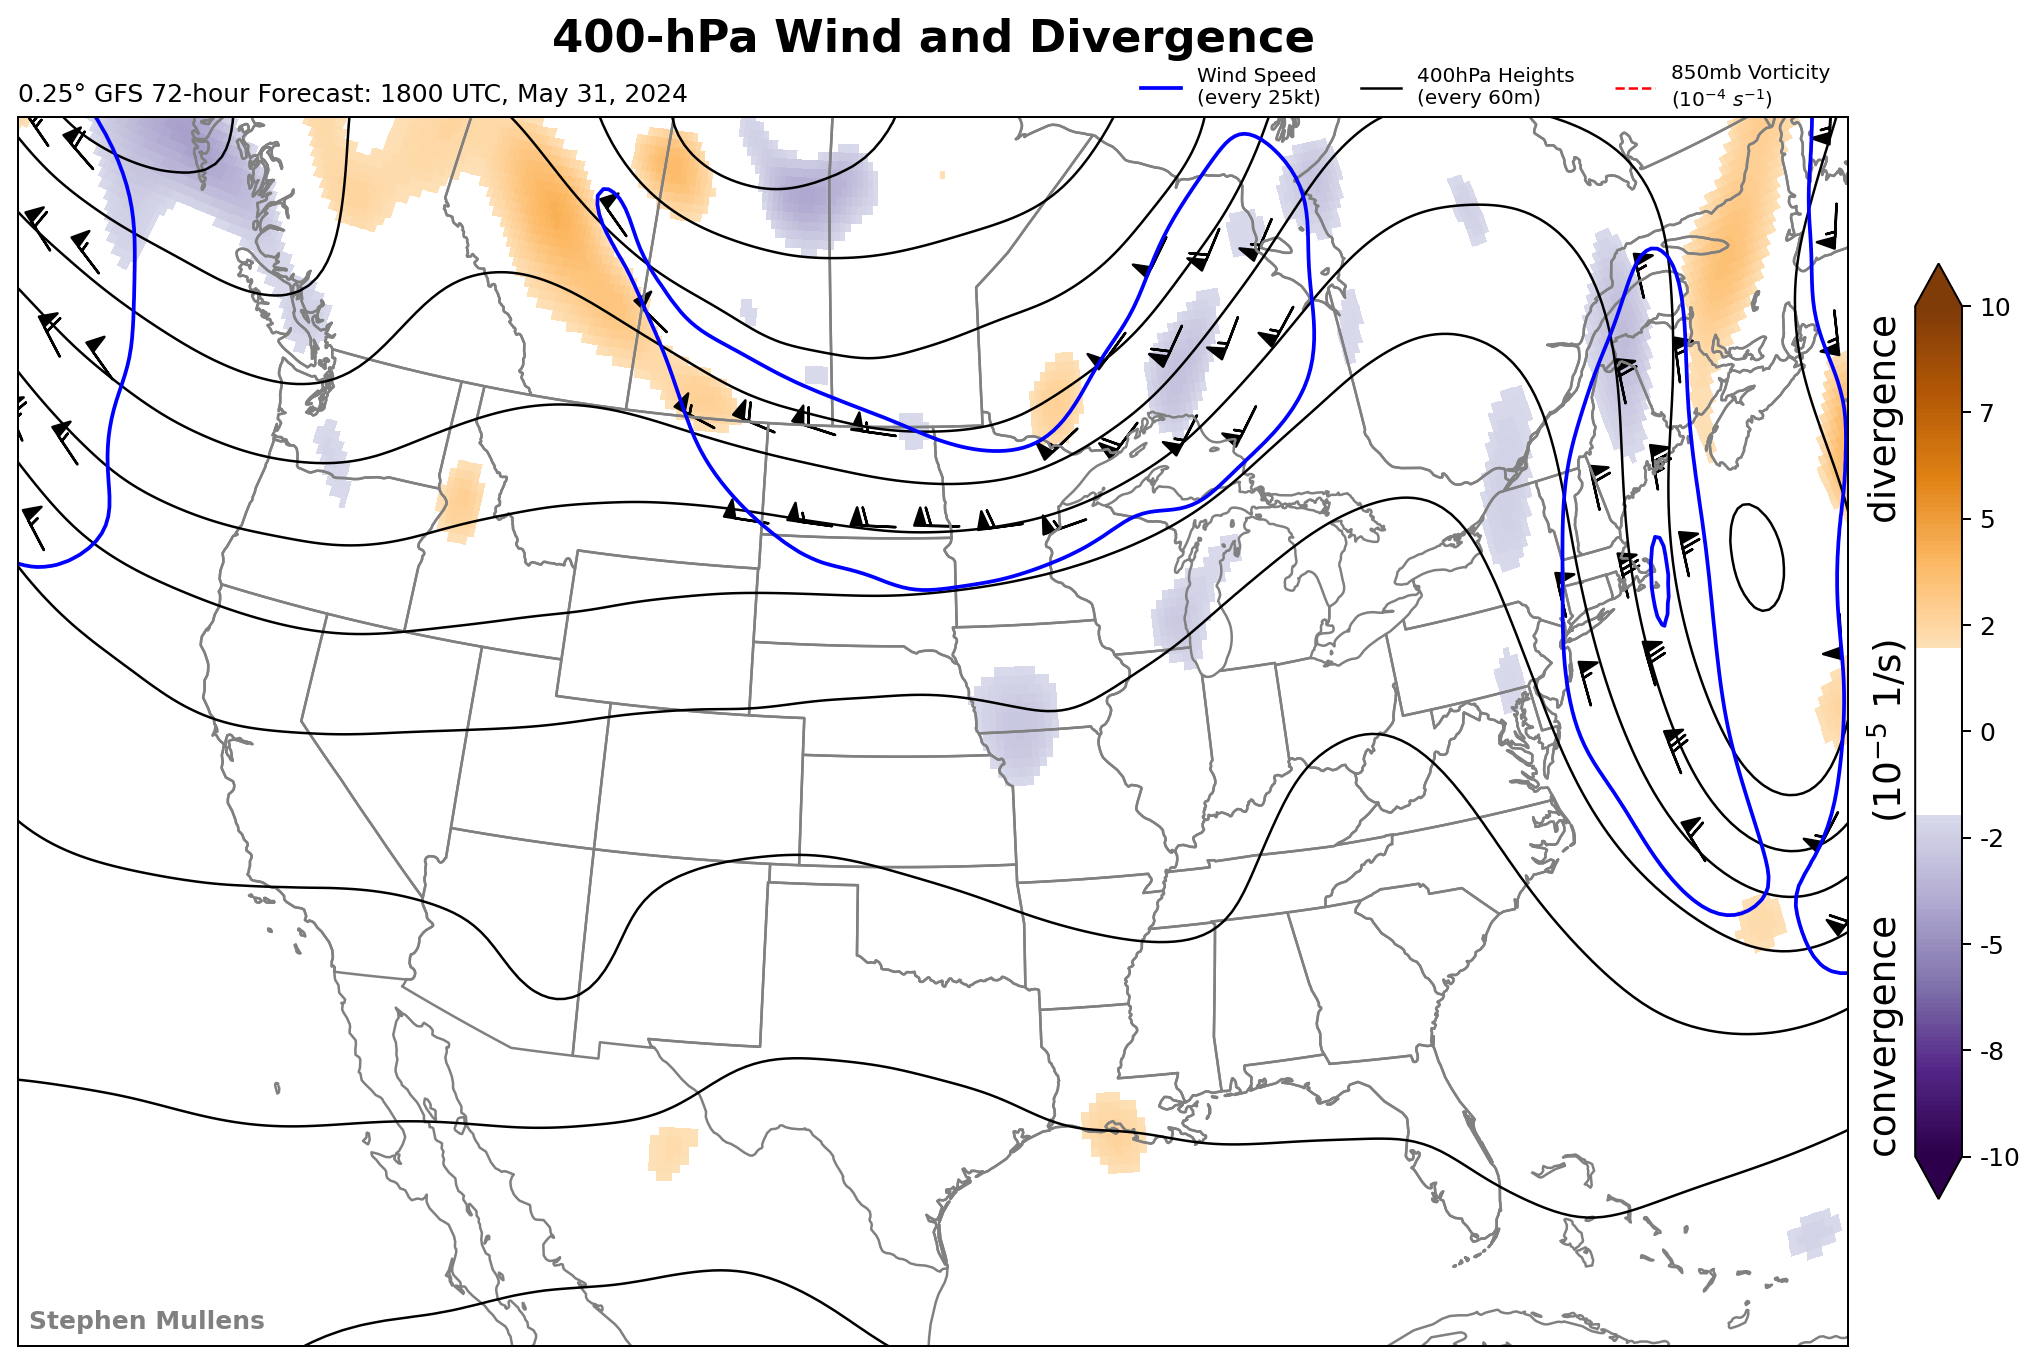 400-hPa Wind and Divergence
0.25° GFS 72-hour Forecast: 1800 UTC, May 31, 2024
Wind Speed
(every 25kt)
400hPa Heights
(every 60m)
850mb Vorticity
(10⁻⁴ s⁻¹)
10
7
5
2
0
-2
-5
-8
-10
convergence (10⁻⁵ 1/s) divergence
Stephen Mullens